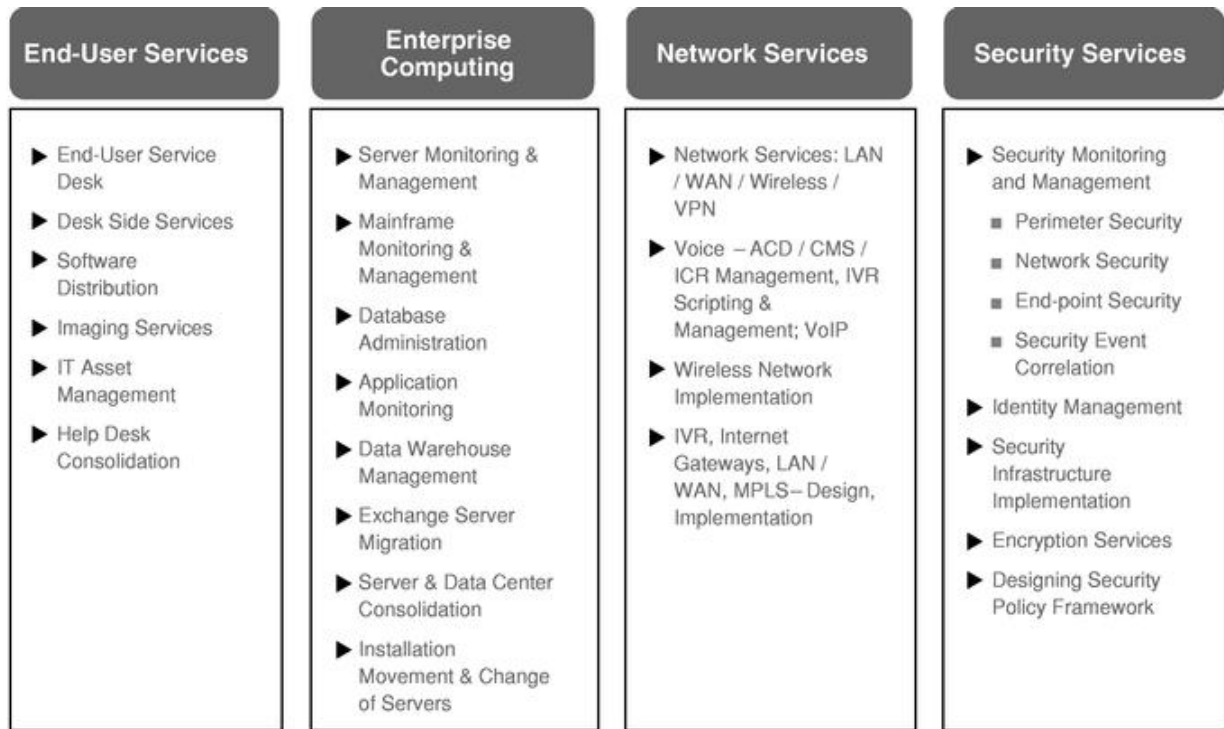 End-User Services
End-User Service
Desk
Desk Side Services
Software
Distribution
Imaging Services
IT Asset
Management
Help Desk
Consolidation
Enterprise
Computing
Server Monitoring &
Management
Mainframe
Monitoring &
Management
Database
Administration
Application
Monitoring
Data Warehouse
Management
Exchange Server
Migration
Server & Data Center
Consolidation
Installation
Movement & Change
of Servers
Network Services
Network Services: LAN
/ WAN / Wireless /
VPN
Voice – ACD / CMS /
ICR Management, IVR
Scripting &
Management; VoIP
Wireless Network
Implementation
IVR, Internet
Gateways, LAN /
WAN, MPLS– Design,
Implementation
Security Services
Security Monitoring
and Management
Perimeter Security
Network Security
End-point Security
Security Event
Correlation
Identity Management
Security
Infrastructure
Implementation
Encryption Services
Designing Security
Policy Framework